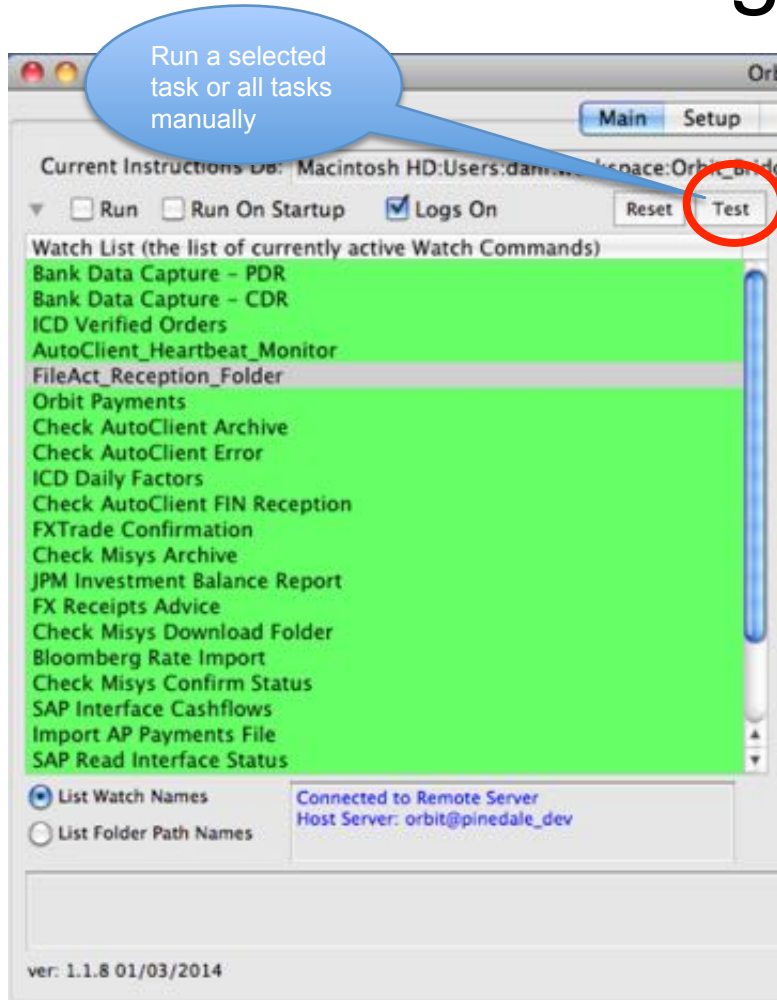 Run a selected
task or all tasks
manually
Main Setup
Current Instructions DB: Macintosh HD:Users:
Run Run On Startup Logs On Reset Test
Watch List (the list of currently active Watch Commands)
Bank Data Capture – PDR
Bank Data Capture – CDR
ICD Verified Orders
AutoClient_Heartbeat_Monitor
FileAct_Reception_Folder
Orbit Payments
Check AutoClient Archive
Check AutoClient Error
ICD Daily Factors
Check AutoClient FIN Reception
FXTrade Confirmation
Check Misys Archive
JPM Investment Balance Report
FX Receipts Advice
Check Misys Download Folder
Bloomberg Rate Import
Check Misys Confirm Status
SAP Interface Cashflows
Import AP Payments File
SAP Read Interface Status
List Watch Names
List Folder Path Names
Connected to Remote Server
Host Server: orbit@pinedale_dev
ver: 1.1.8 01/03/2014